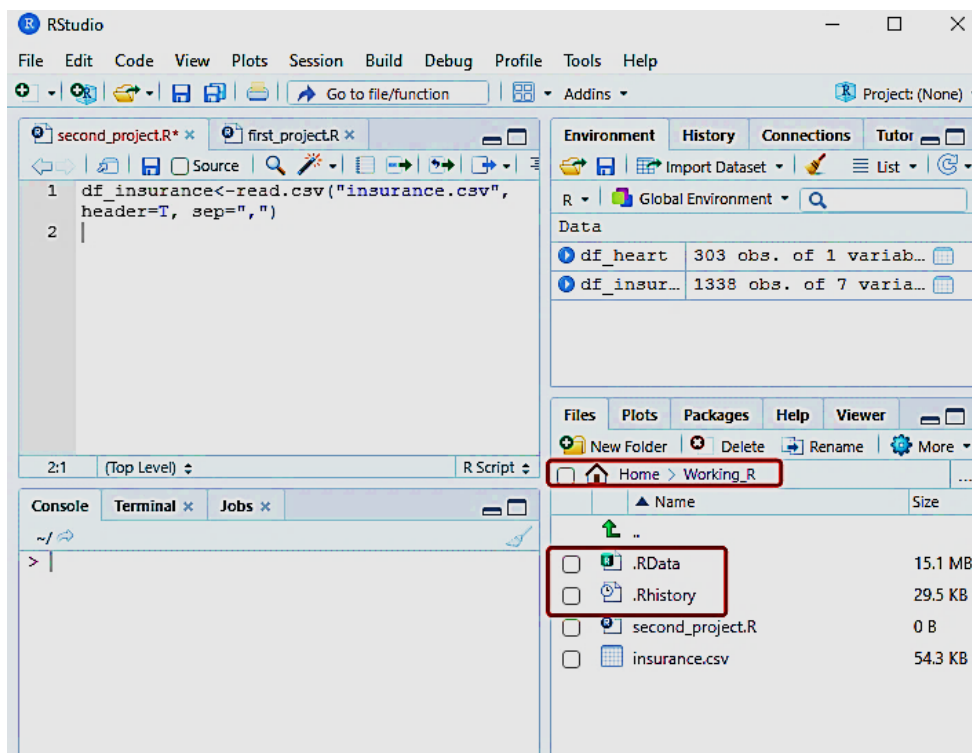 RStudio
File Edit Code View Plots Session Build Debug Profile Tools Help
Go to file/function Addins Project: (None)
second_project.R* first_project.R
Source
1 df_insurance<-read.csv("insurance.csv",
header=T, sep=",")
2
2:1 (Top Level) R Script
Console Terminal Jobs
~/
>
Environment History Connections Tutor
Import Dataset List
R Global Environment
Data
df_heart 303 obs. of 1 variab…
df_insur… 1338 obs. of 7 varia…
Files Plots Packages Help Viewer
New Folder Delete Rename More
Home > Working_R ...
Name Size
..
.RData 15.1 MB
.Rhistory 29.5 KB
second_project.R 0 B
insurance.csv 54.3 KB